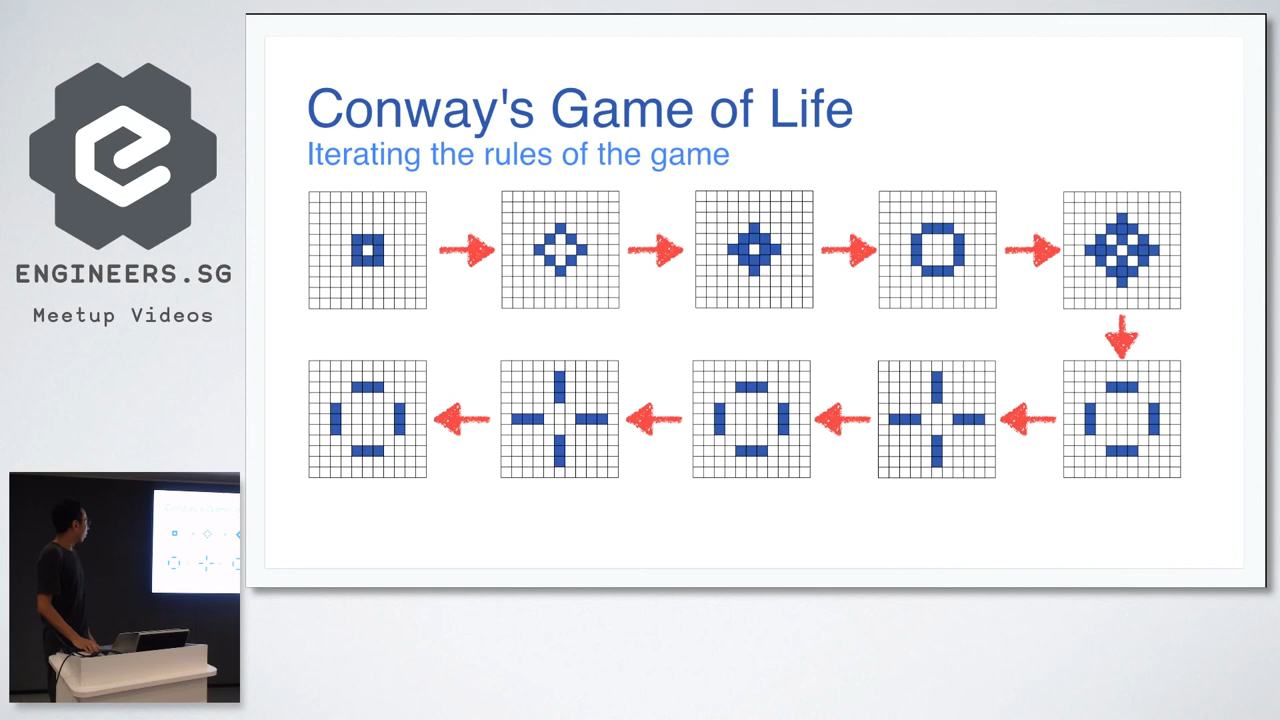 Conway's Game of Life
Iterating the rules of the game
ENGINEERS.SG
Meetup Videos